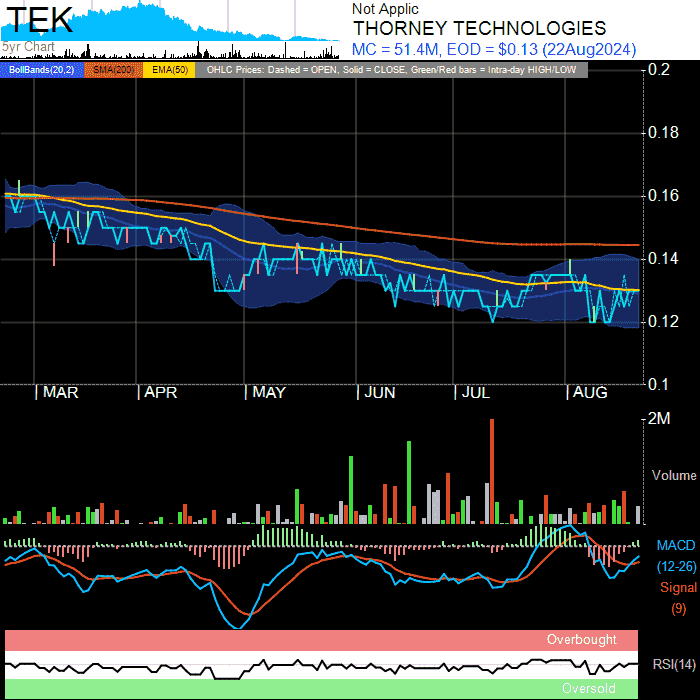 TEK
5yr Chart
Not Applic
THORNEY TECHNOLOGIES
MC = 51.4M, EOD = $0.13 (22Aug2024)
BollBands(20,2) SMA(200) EMA(50) OHLC Prices: Dashed = OPEN, Solid = CLOSE, Green/Red bars = Intra-day HIGH/LOW
0.2
0.18
0.16
0.14
0.12
0.1
| MAR | APR | MAY | JUN | JUL | AUG
2M
Volume
MACD
(12-26)
Signal
(9)
Overbought
RSI(14)
Oversold